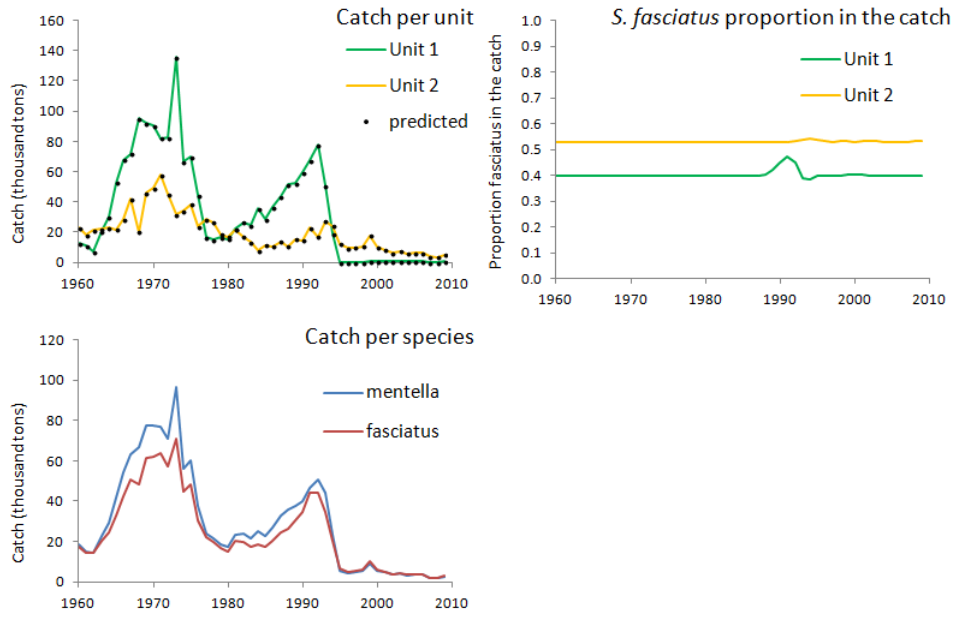 Catch per unit
Unit 1
Unit 2
predicted
Catch (thousand tons)
160
140
120
100
80
60
40
20
0
1960 1970 1980 1990 2000 2010
S. fasciatus proportion in the catch
Unit 1
Unit 2
Proportion fasciatus in the catch
1.0
0.9
0.8
0.7
0.6
0.5
0.4
0.3
0.2
0.1
0.0
1960 1970 1980 1990 2000 2010
Catch per species
mentella
fasciatus
Catch (thousand tons)
120
100
80
60
40
20
0
1960 1970 1980 1990 2000 2010